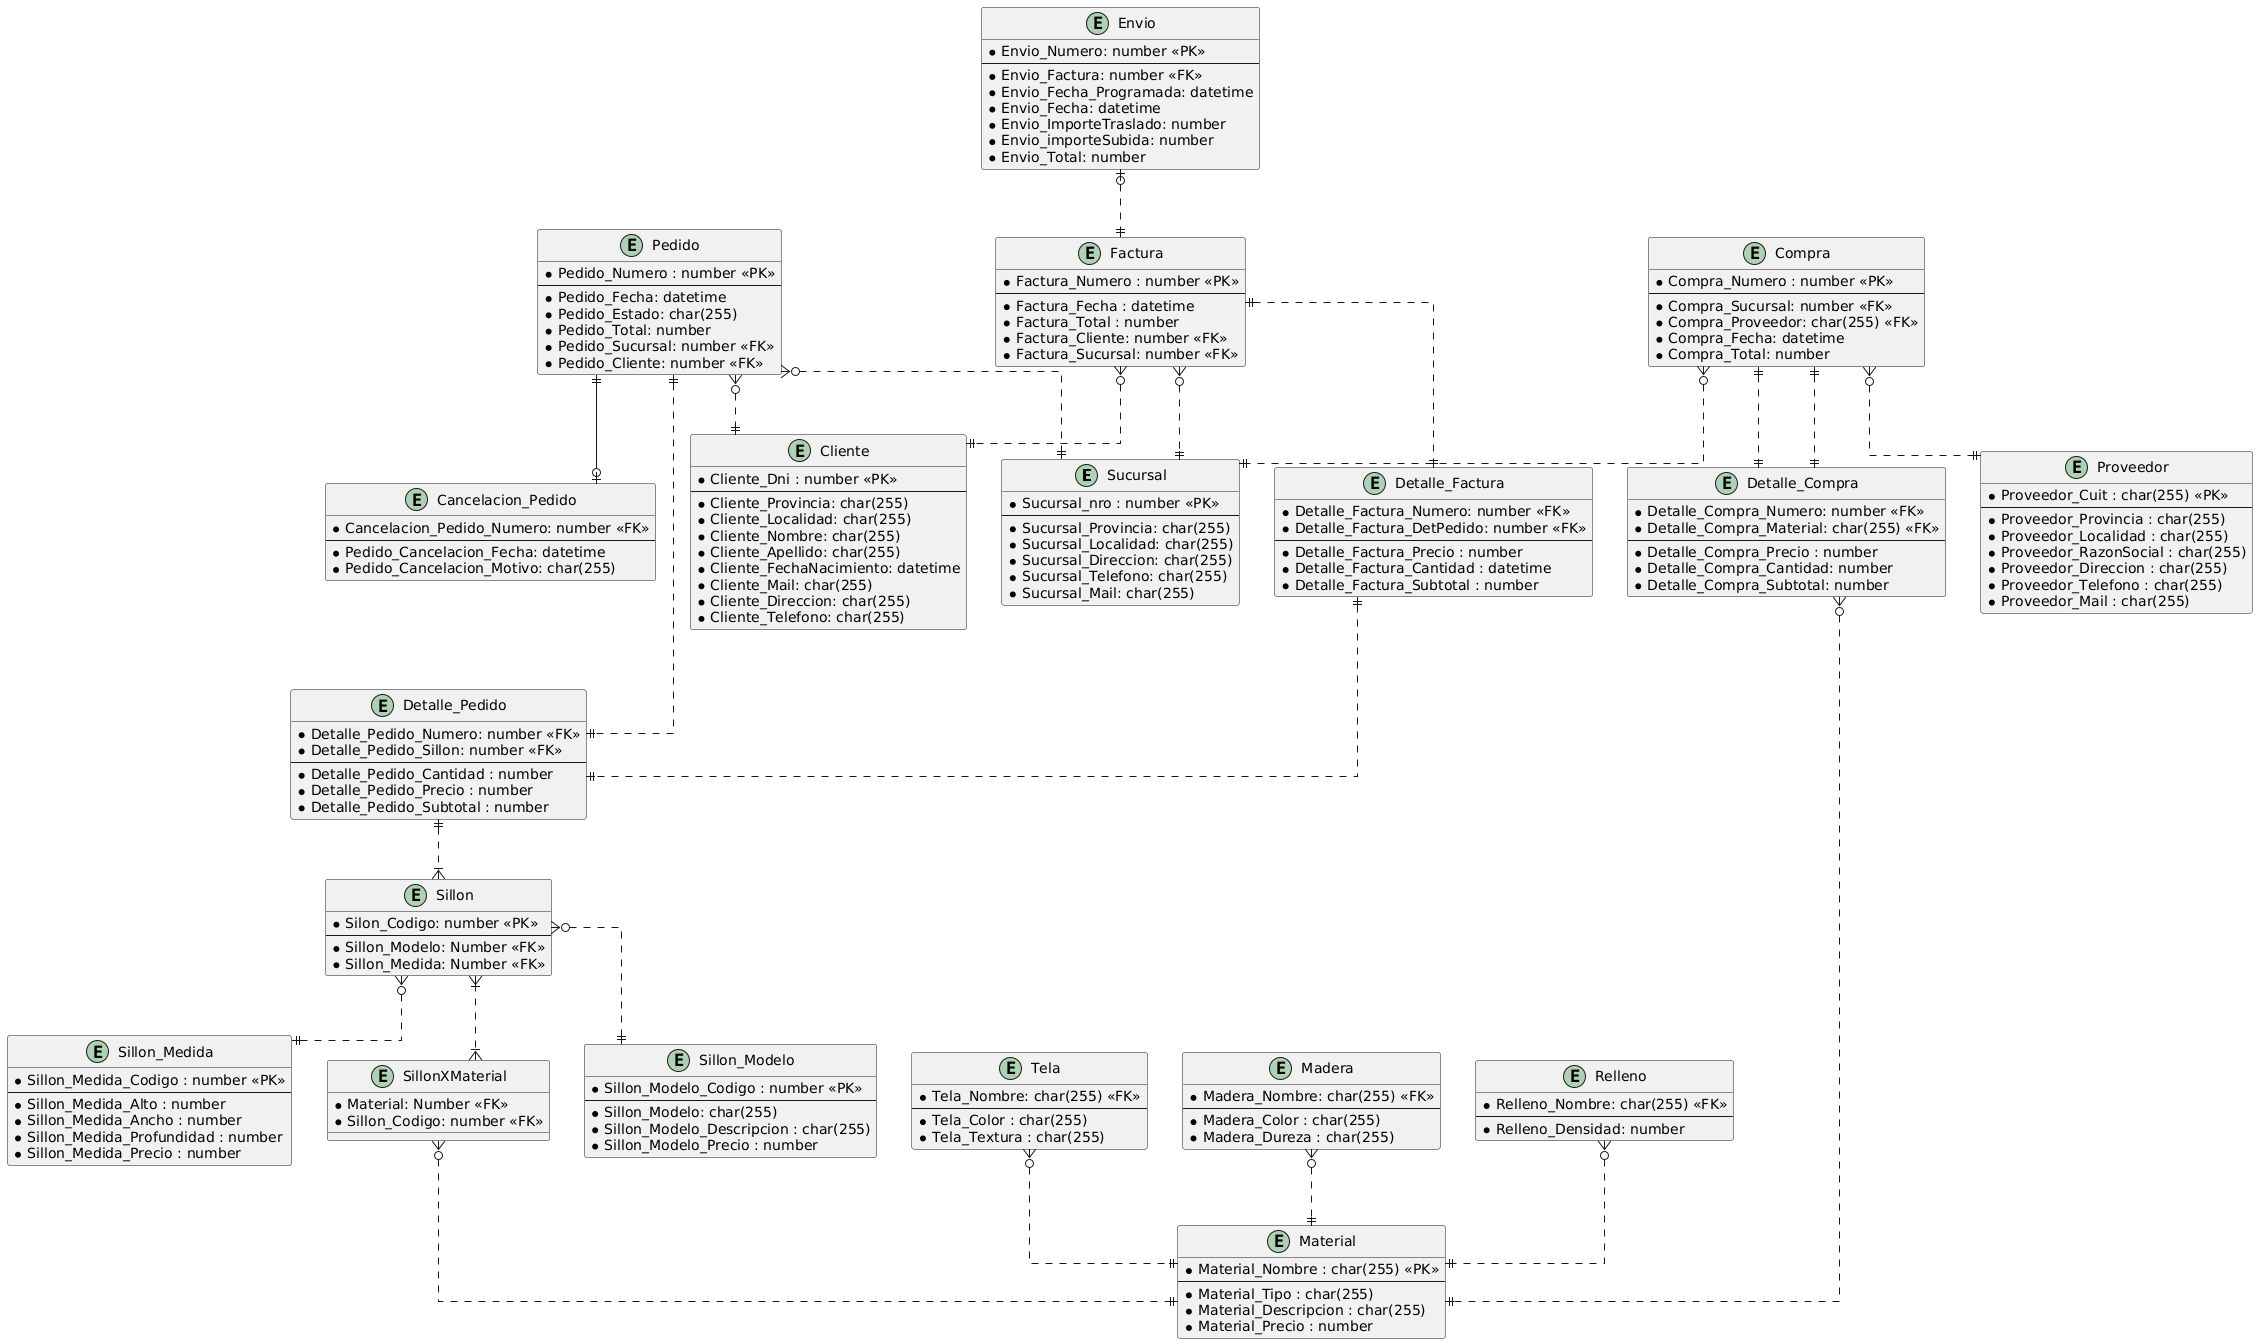 E Envio
Envio_Numero: number «PK»
Envio_Factura: number «FK»
Envio_Fecha_Programada: datetime
Envio_Fecha: datetime
Envio_ImporteTraslado: number
Envio_importeSubida: number
Envio_Total: number
E Pedido
Pedido_Numero : number «PK»
Pedido_Fecha: datetime
Pedido_Estado: char(255)
Pedido_Total: number
Pedido_Sucursal: number «FK»
Pedido_Cliente: number «FK»
E Factura
Factura_Numero : number «PK»
Factura_Fecha : datetime
Factura_Total : number
Factura_Cliente: number «FK»
Factura_Sucursal: number «FK»
E Compra
Compra_Numero : number «PK»
Compra_Sucursal: number «FK»
Compra_Proveedor: char(255) «FK»
Compra_Fecha: datetime
Compra_Total: number
E Cancelacion_Pedido
Cancelacion_Pedido_Numero: number «FK»
Pedido_Cancelacion_Fecha: datetime
Pedido_Cancelacion_Motivo: char(255)
E Cliente
Cliente_Dni : number «PK»
Cliente_Provincia: char(255)
Cliente_Localidad: char(255)
Cliente_Nombre: char(255)
Cliente_Apellido: char(255)
Cliente_FechaNacimiento: datetime
Cliente_Mail: char(255)
Cliente_Direccion: char(255)
Cliente_Telefono: char(255)
E Sucursal
Sucursal_nro : number «PK»
Sucursal_Provincia: char(255)
Sucursal_Localidad: char(255)
Sucursal_Direccion: char(255)
Sucursal_Telefono: char(255)
Sucursal_Mail: char(255)
E Detalle_Factura
Detalle_Factura_Numero: number «FK»
Detalle_Factura_DetPedido: number «FK»
Detalle_Factura_Precio : number
Detalle_Factura_Cantidad : datetime
Detalle_Factura_Subtotal : number
E Detalle_Compra
Detalle_Compra_Numero: number «FK»
Detalle_Compra_Material: char(255) «FK»
Detalle_Compra_Precio : number
Detalle_Compra_Cantidad: number
Detalle_Compra_Subtotal: number
E Proveedor
Proveedor_Cuit : char(255) «PK»
Proveedor_Provincia : char(255)
Proveedor_Localidad : char(255)
Proveedor_RazonSocial : char(255)
Proveedor_Direccion : char(255)
Proveedor_Telefono : char(255)
Proveedor_Mail : char(255)
E Detalle_Pedido
Detalle_Pedido_Numero: number «FK»
Detalle_Pedido_Sillon: number «FK»
Detalle_Pedido_Cantidad : number
Detalle_Pedido_Precio : number
Detalle_Pedido_Subtotal : number
E Sillon
Silon_Codigo: number «PK»
Sillon_Modelo: Number «FK»
Sillon_Medida: Number «FK»
E Sillon_Medida
Sillon_Medida_Codigo : number «PK»
Sillon_Medida_Alto : number
Sillon_Medida_Ancho : number
Sillon_Medida_Profundidad : number
Sillon_Medida_Precio : number
E SillonXMaterial
Material: Number «FK»
Sillon_Codigo: number «FK»
E Sillon_Modelo
Sillon_Modelo_Codigo : number «PK»
Sillon_Modelo: char(255)
Sillon_Modelo_Descripcion : char(255)
Sillon_Modelo_Precio : number
E Tela
Tela_Nombre: char(255) «FK»
Tela_Color : char(255)
Tela_Textura : char(255)
E Madera
Madera_Nombre: char(255) «FK»
Madera_Color : char(255)
Madera_Dureza : char(255)
E Relleno
Relleno_Nombre: char(255) «FK»
Relleno_Densidad: number
E Material
Material_Nombre : char(255) «PK»
Material_Tipo : char(255)
Material_Descripcion : char(255)
Material_Precio : number